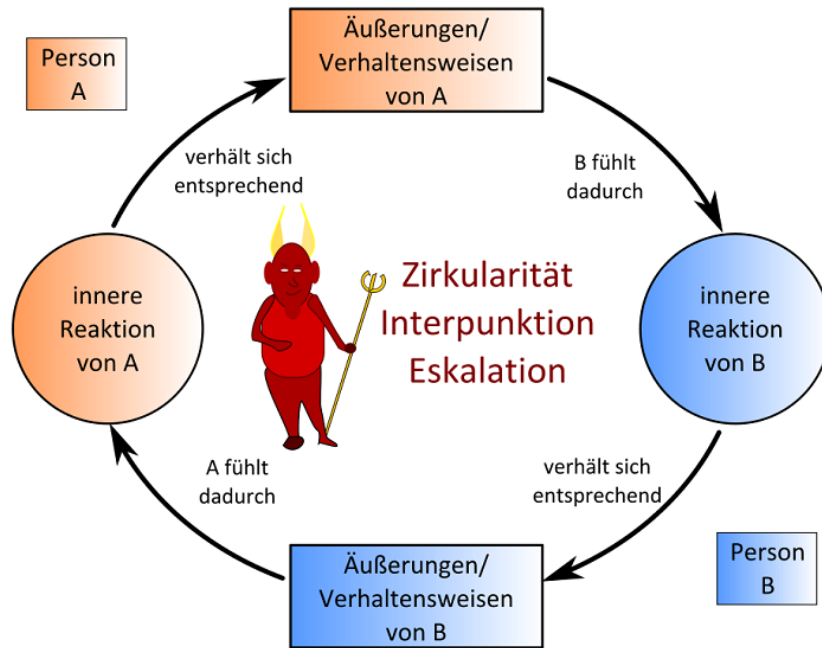 Person
A
Äußerungen/
Verhaltensweisen
von A
verhält sich
entsprechend
B fühlt
dadurch
innere
Reaktion
von A
Zirkularität
Interpunktion
Eskalation
innere
Reaktion
von B
A fühlt
dadurch
verhält sich
entsprechend
Äußerungen/
Verhaltensweisen
von B
Person
B